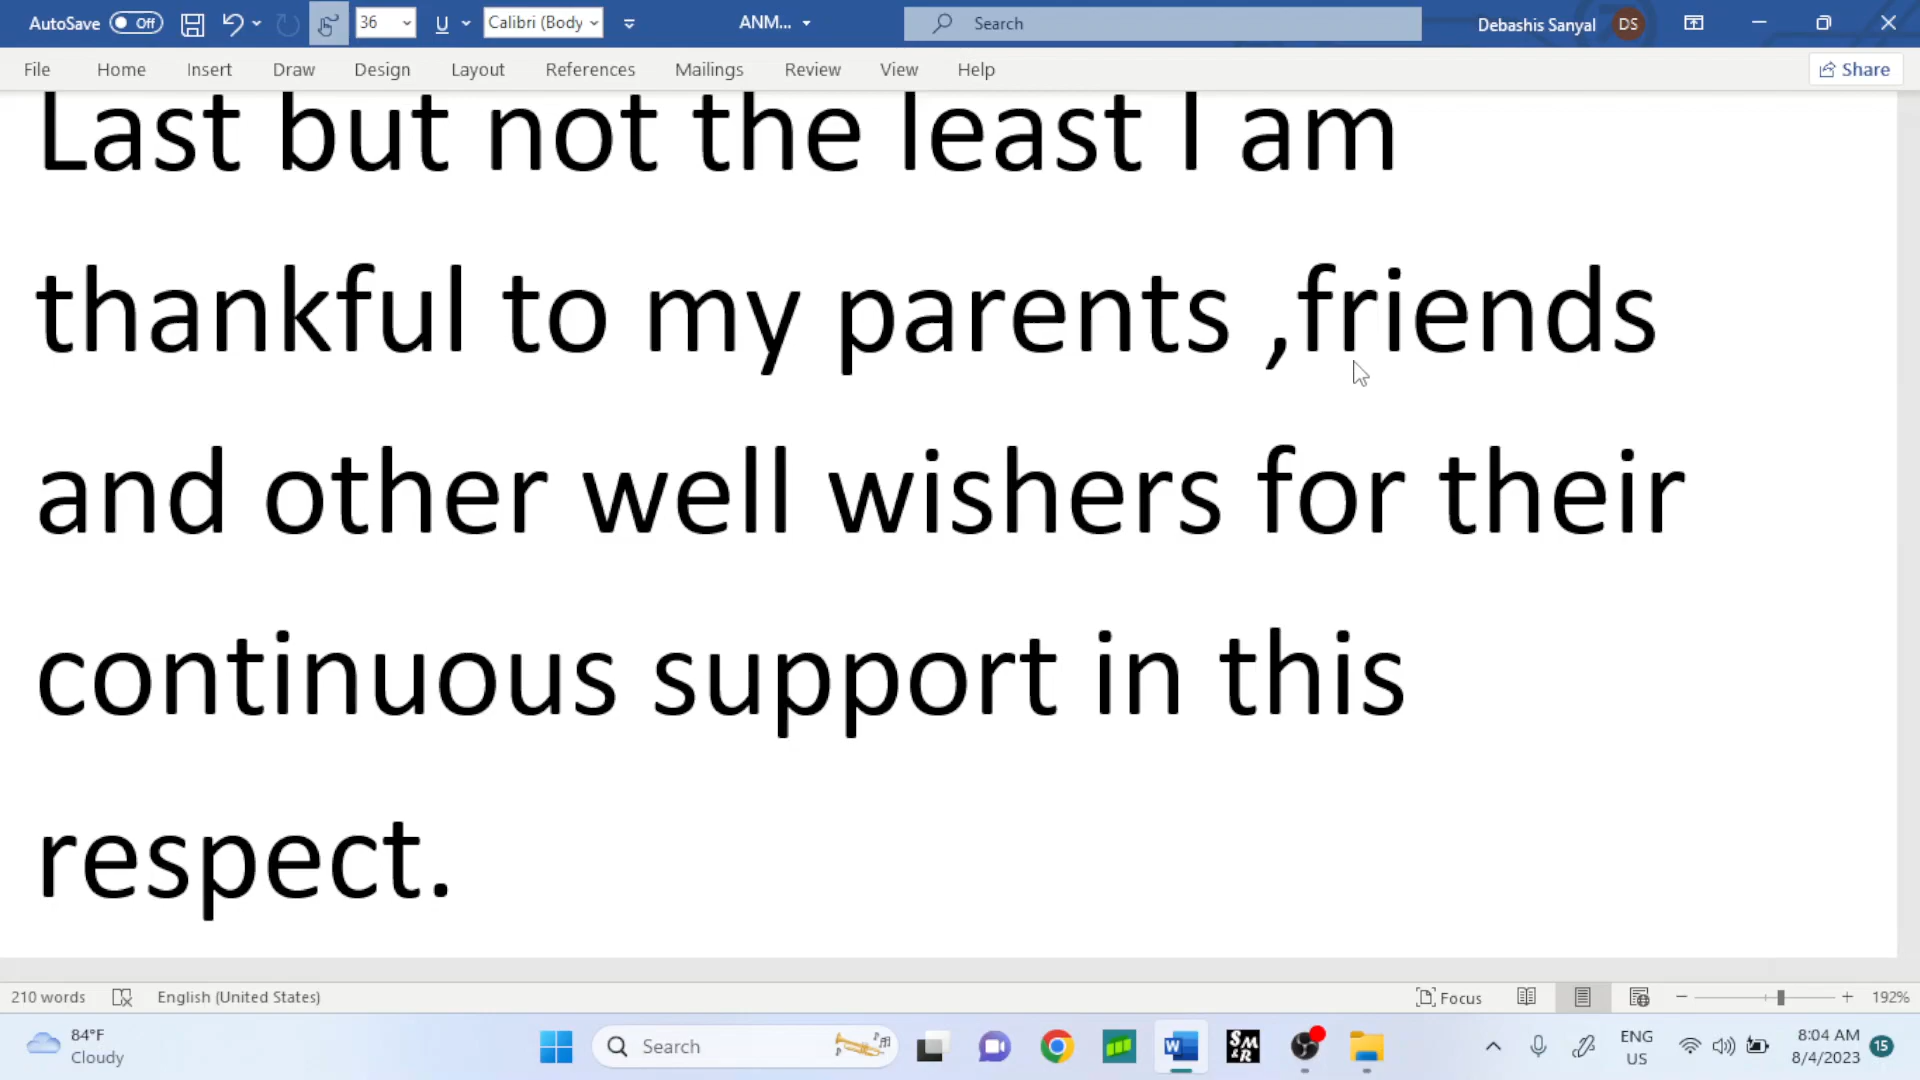 AutoSave Off 36 U Calibri (Body ANM... Search Debashis Sanyal DS
File Home Insert Draw Design Layout References Mailings Review View Help Share
Last but not the least I am
thankful to my parents ,friends
and other well wishers for their
continuous support in this
respect.
210 words English (United States) Focus 192%
84°F
Cloudy
Search
SM
&R
ENG
US
8:04 AM
8/4/2023
15